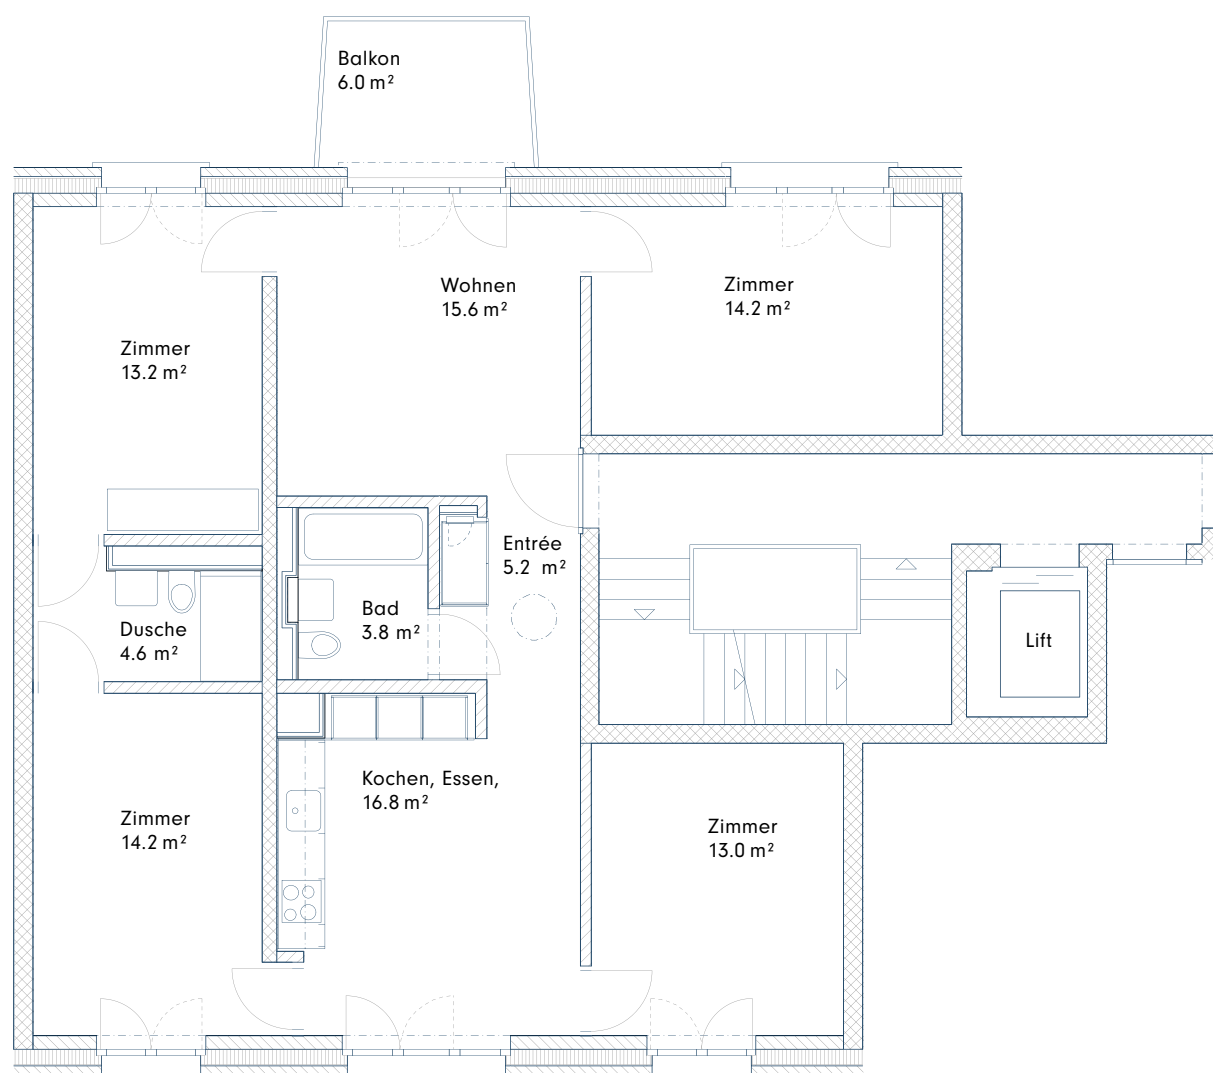 Balkon
6.0 m²
Wohnen
15.6 m²
Zimmer
14.2 m²
Zimmer
13.2 m²
Entrée
5.2 m²
Bad
3.8 m²
Dusche
4.6 m²
Lift
Kochen, Essen,
16.8 m²
Zimmer
14.2 m²
Zimmer
13.0 m²